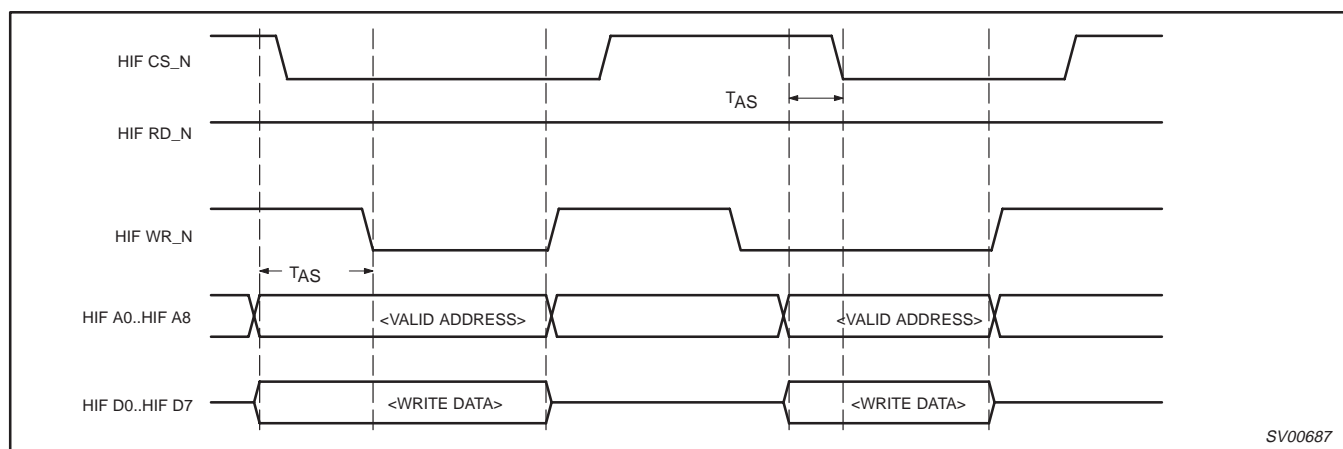 HIF CS_N
TAS
HIF RD_N
HIF WR_N
TAS
HIF A0..HIF A8
<VALID ADDRESS>
<VALID ADDRESS>
HIF D0..HIF D7
<WRITE DATA>
<WRITE DATA>
SV00687